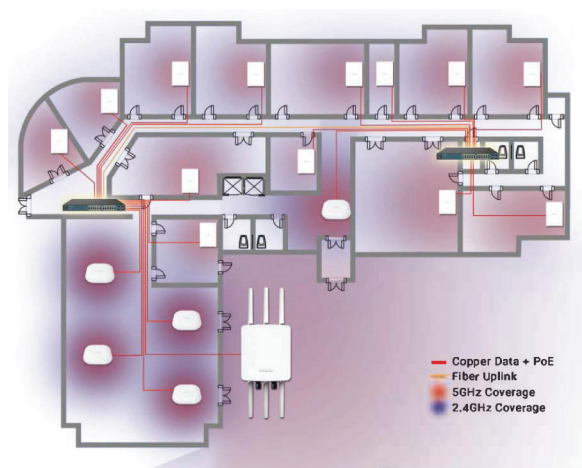 Copper Data + PoE
Fiber Uplink
5GHz Coverage
2.4GHz Coverage